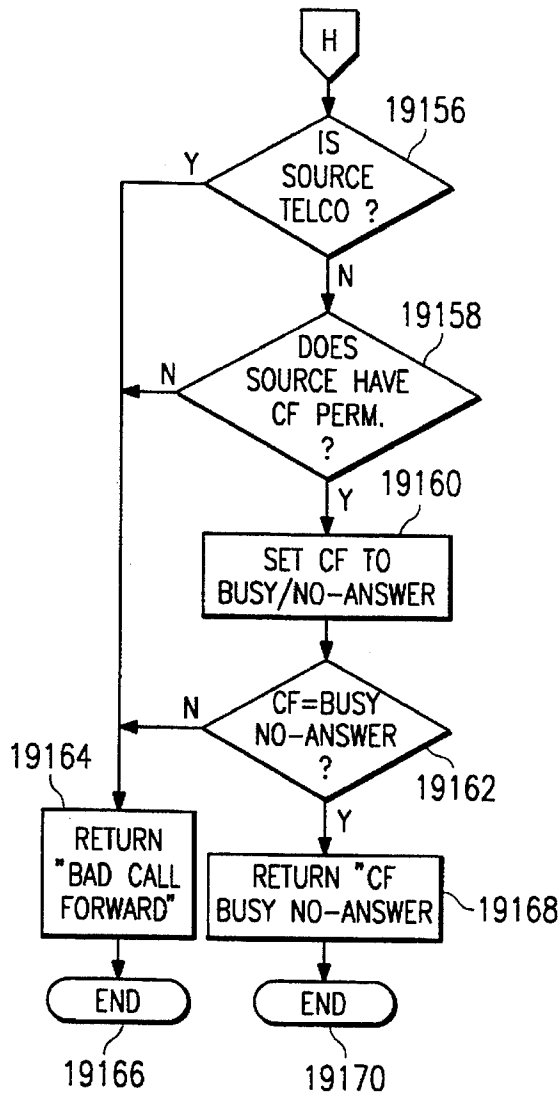 H
19156
IS
SOURCE
TELCO ?
Y
N
19158
DOES
SOURCE HAVE
CF PERM.
?
N
Y
19160
SET CF TO
BUSY/NO-ANSWER
CF=BUSY
NO-ANSWER
?
N
19162
Y
19164
RETURN
"BAD CALL
FORWARD"
RETURN "CF
BUSY NO-ANSWER
19168
END
END
19166
19170